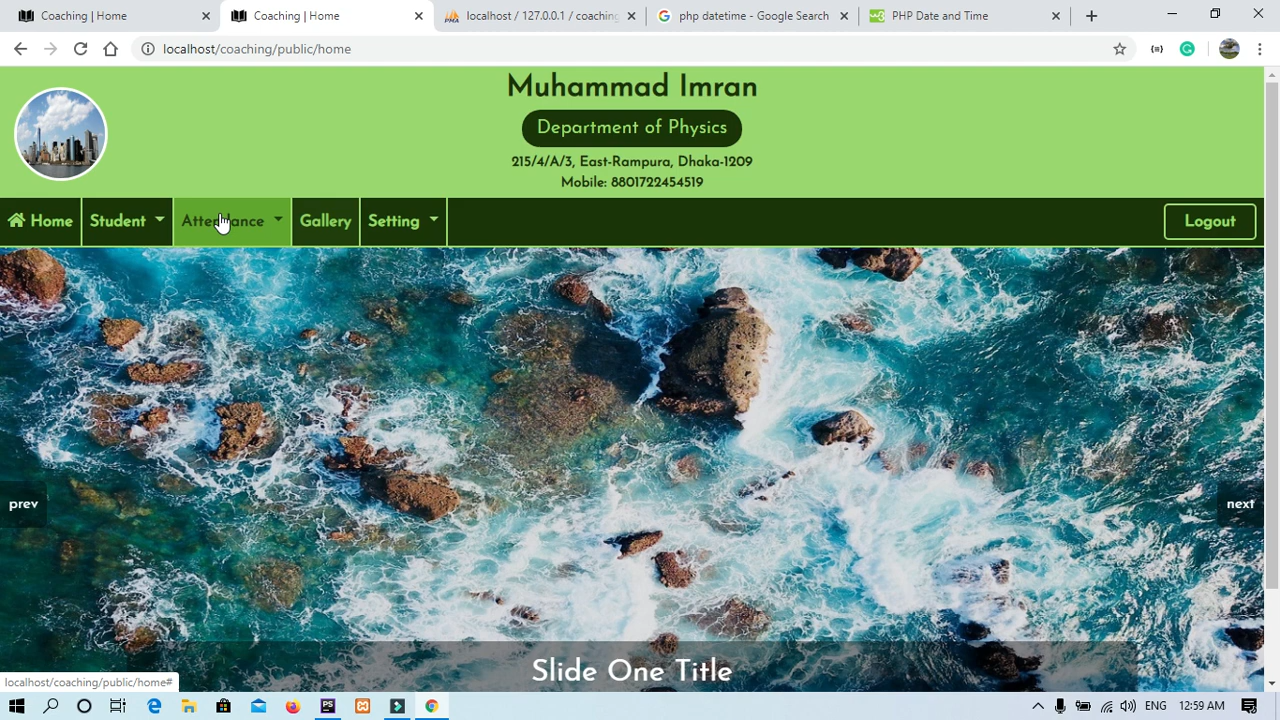 Coaching | Home
Coaching | Home
localhost / 127.0.0.1 / coaching
php datetime - Google Search
PHP Date and Time
localhost/coaching/public/home
Muhammad Imran
Department of Physics
215/4/A/3, East-Rampura, Dhaka-1209
Mobile: 8801722454519
Home Student Attendance Gallery Setting Logout
prev
next
Slide One Title
localhost/coaching/public/home#
ENG 12:59 AM